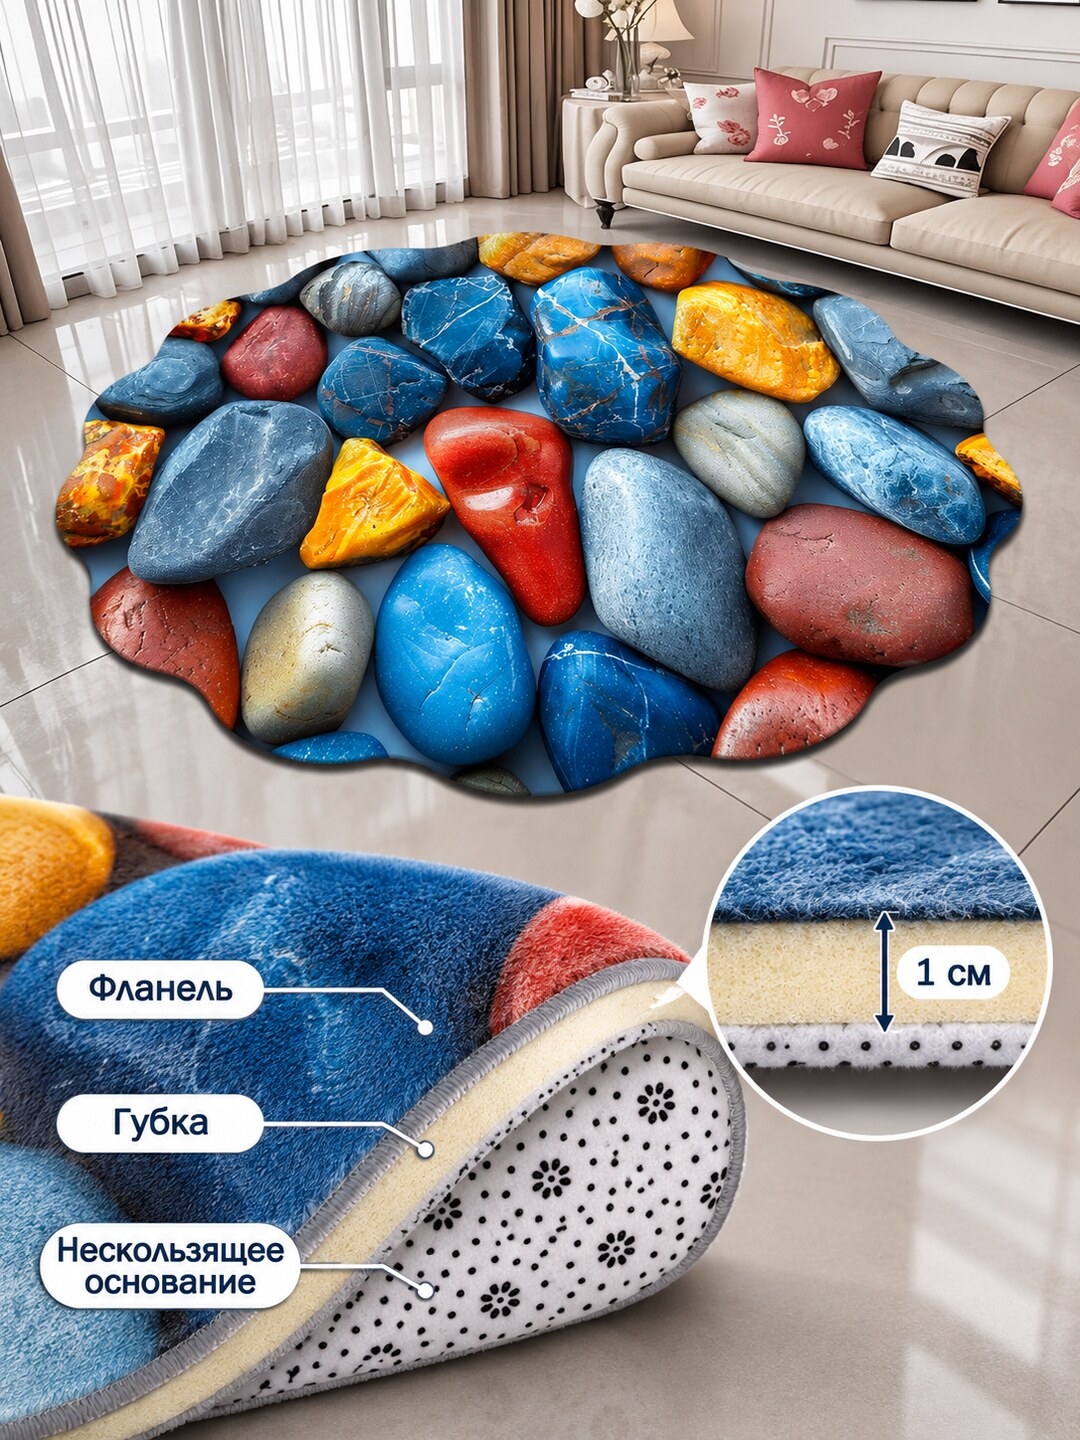 Фланель
1 см
Губка
Нескользящее
основание